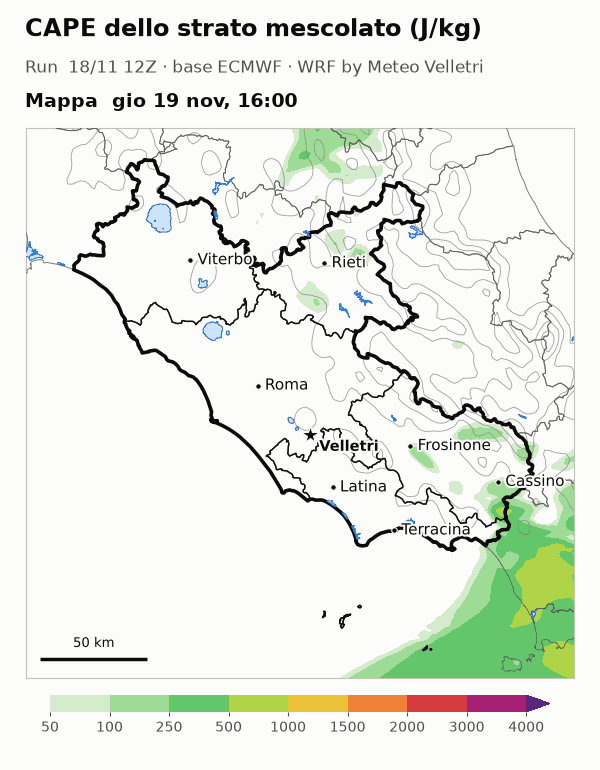 CAPE dello strato mescolato (J/kg)
Run 18/11 12Z · base ECMWF · WRF by Meteo Velletri
Mappa gio 19 nov, 16:00
Viterbo
Rieti
Roma
Velletri
Frosinone
Cassino
Latina
Terracina
50 km
50 100 250 500 1000 1500 2000 3000 4000